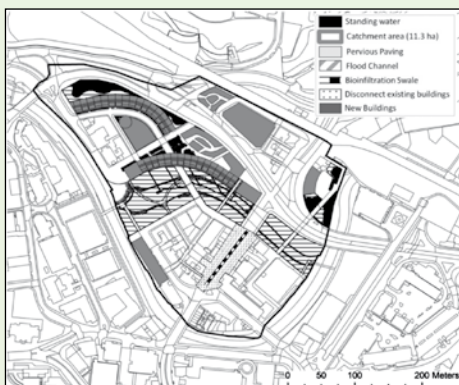 Standing water
Catchment area (11.3 ha)
Pervious Paving
Flood Channel
Bioinfiltration Swale
Disconnect existing buildings
New Buildings
0 50 100 200 Meters